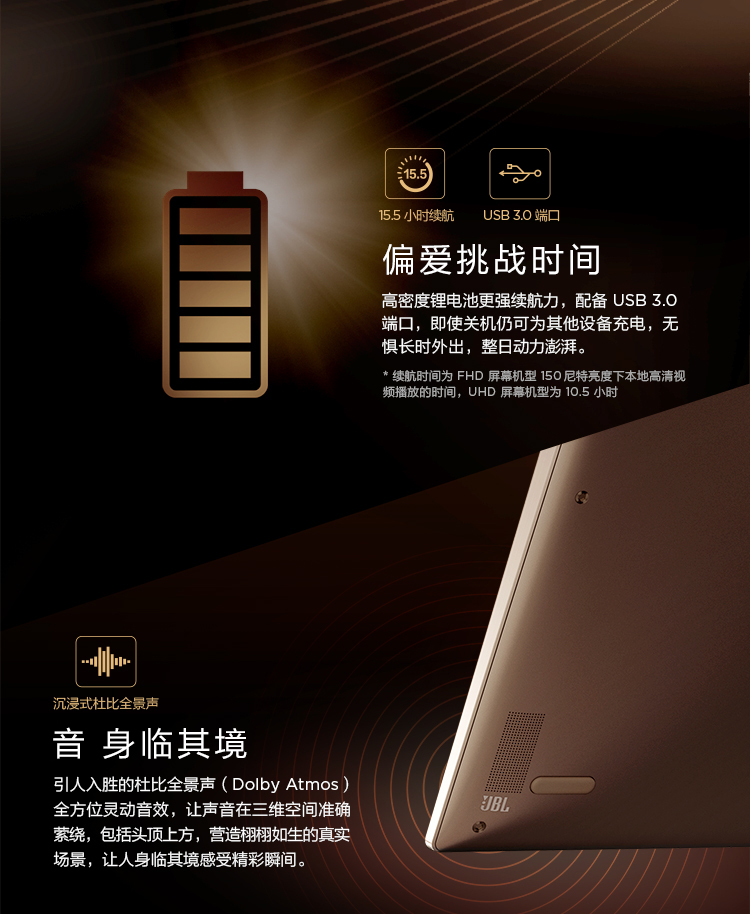 15.5
15.5 小时续航
USB 3.0 端口
偏爱挑战时间
高密度锂电池更强续航力，配备 USB 3.0
端口，即使关机仍可为其他设备充电，无
惧长时外出，整日动力澎湃。
* 续航时间为 FHD 屏幕机型 150 尼特亮度下本地高清视
频播放的时间，UHD 屏幕机型为 10.5 小时
沉浸式杜比全景声
音 身临其境
引人入胜的杜比全景声（Dolby Atmos）
全方位灵动音效，让声音在三维空间准确
萦绕，包括头顶上方，营造栩栩如生的真实
场景，让人身临其境感受精彩瞬间。
JBL